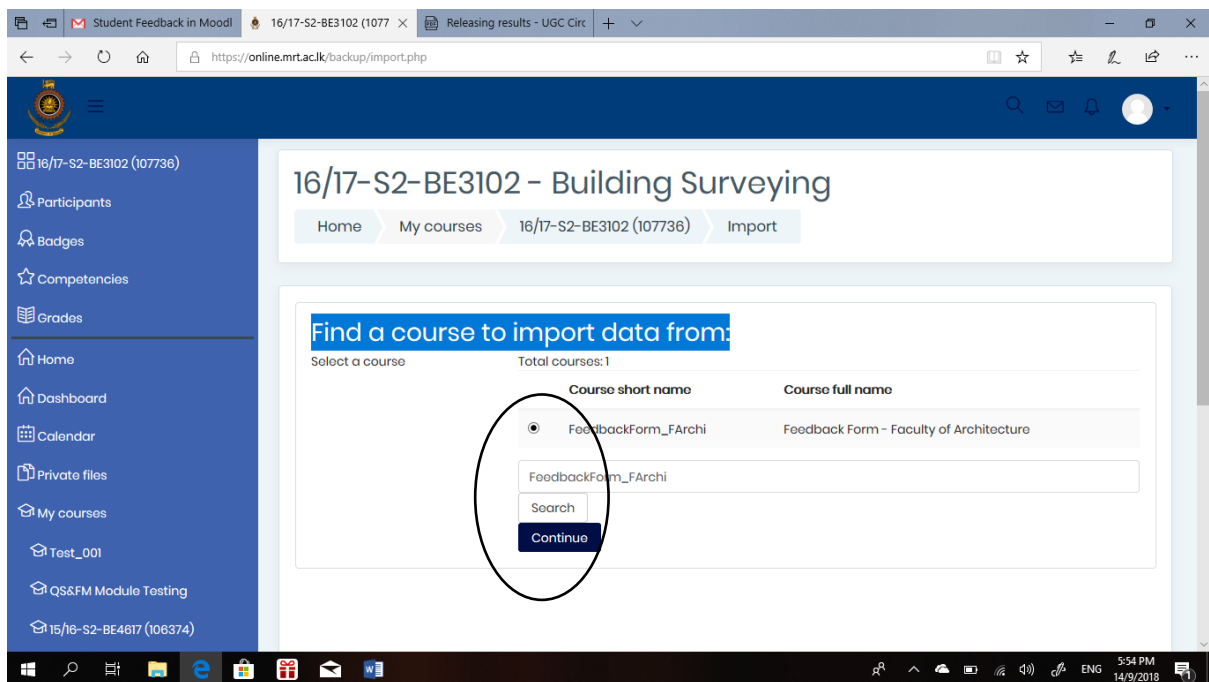 Student Feedback in Moodl
16/17-S2-BE3102 (1077
Releasing results - UGC Circ
https://online.mrt.ac.lk/backup/import.php
16/17-S2-BE3102 (107736)
Participants
Badges
Competencies
Grades
Home
Dashboard
Calendar
Private files
My courses
Test_001
QS&FM Module Testing
15/16-S2-BE4617 (106374)
16/17-S2-BE3102 - Building Surveying
Home My courses 16/17-S2-BE3102 (107736) Import
Find a course to import data from:
Select a course Total courses: 1
Course short name Course full name
FeedbackForm_FArchi Feedback Form - Faculty of Architecture
FeedbackForm_FArchi
Search
Continue
ENG
5:54 PM
14/9/2018